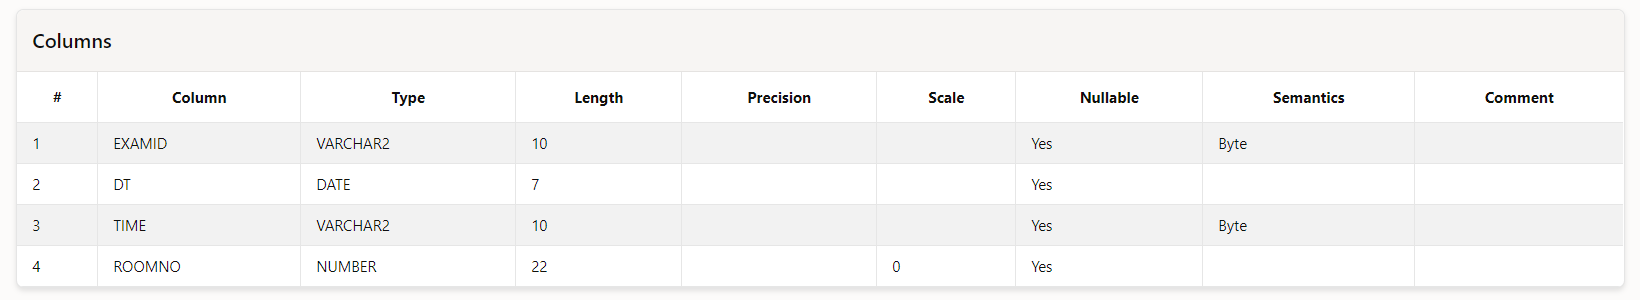 Columns
# Column Type Length Precision Scale Nullable Semantics Comment
1 EXAMID VARCHAR2 10 Yes Byte
2 DT DATE 7 Yes
3 TIME VARCHAR2 10 Yes Byte
4 ROOMNO NUMBER 22 0 Yes